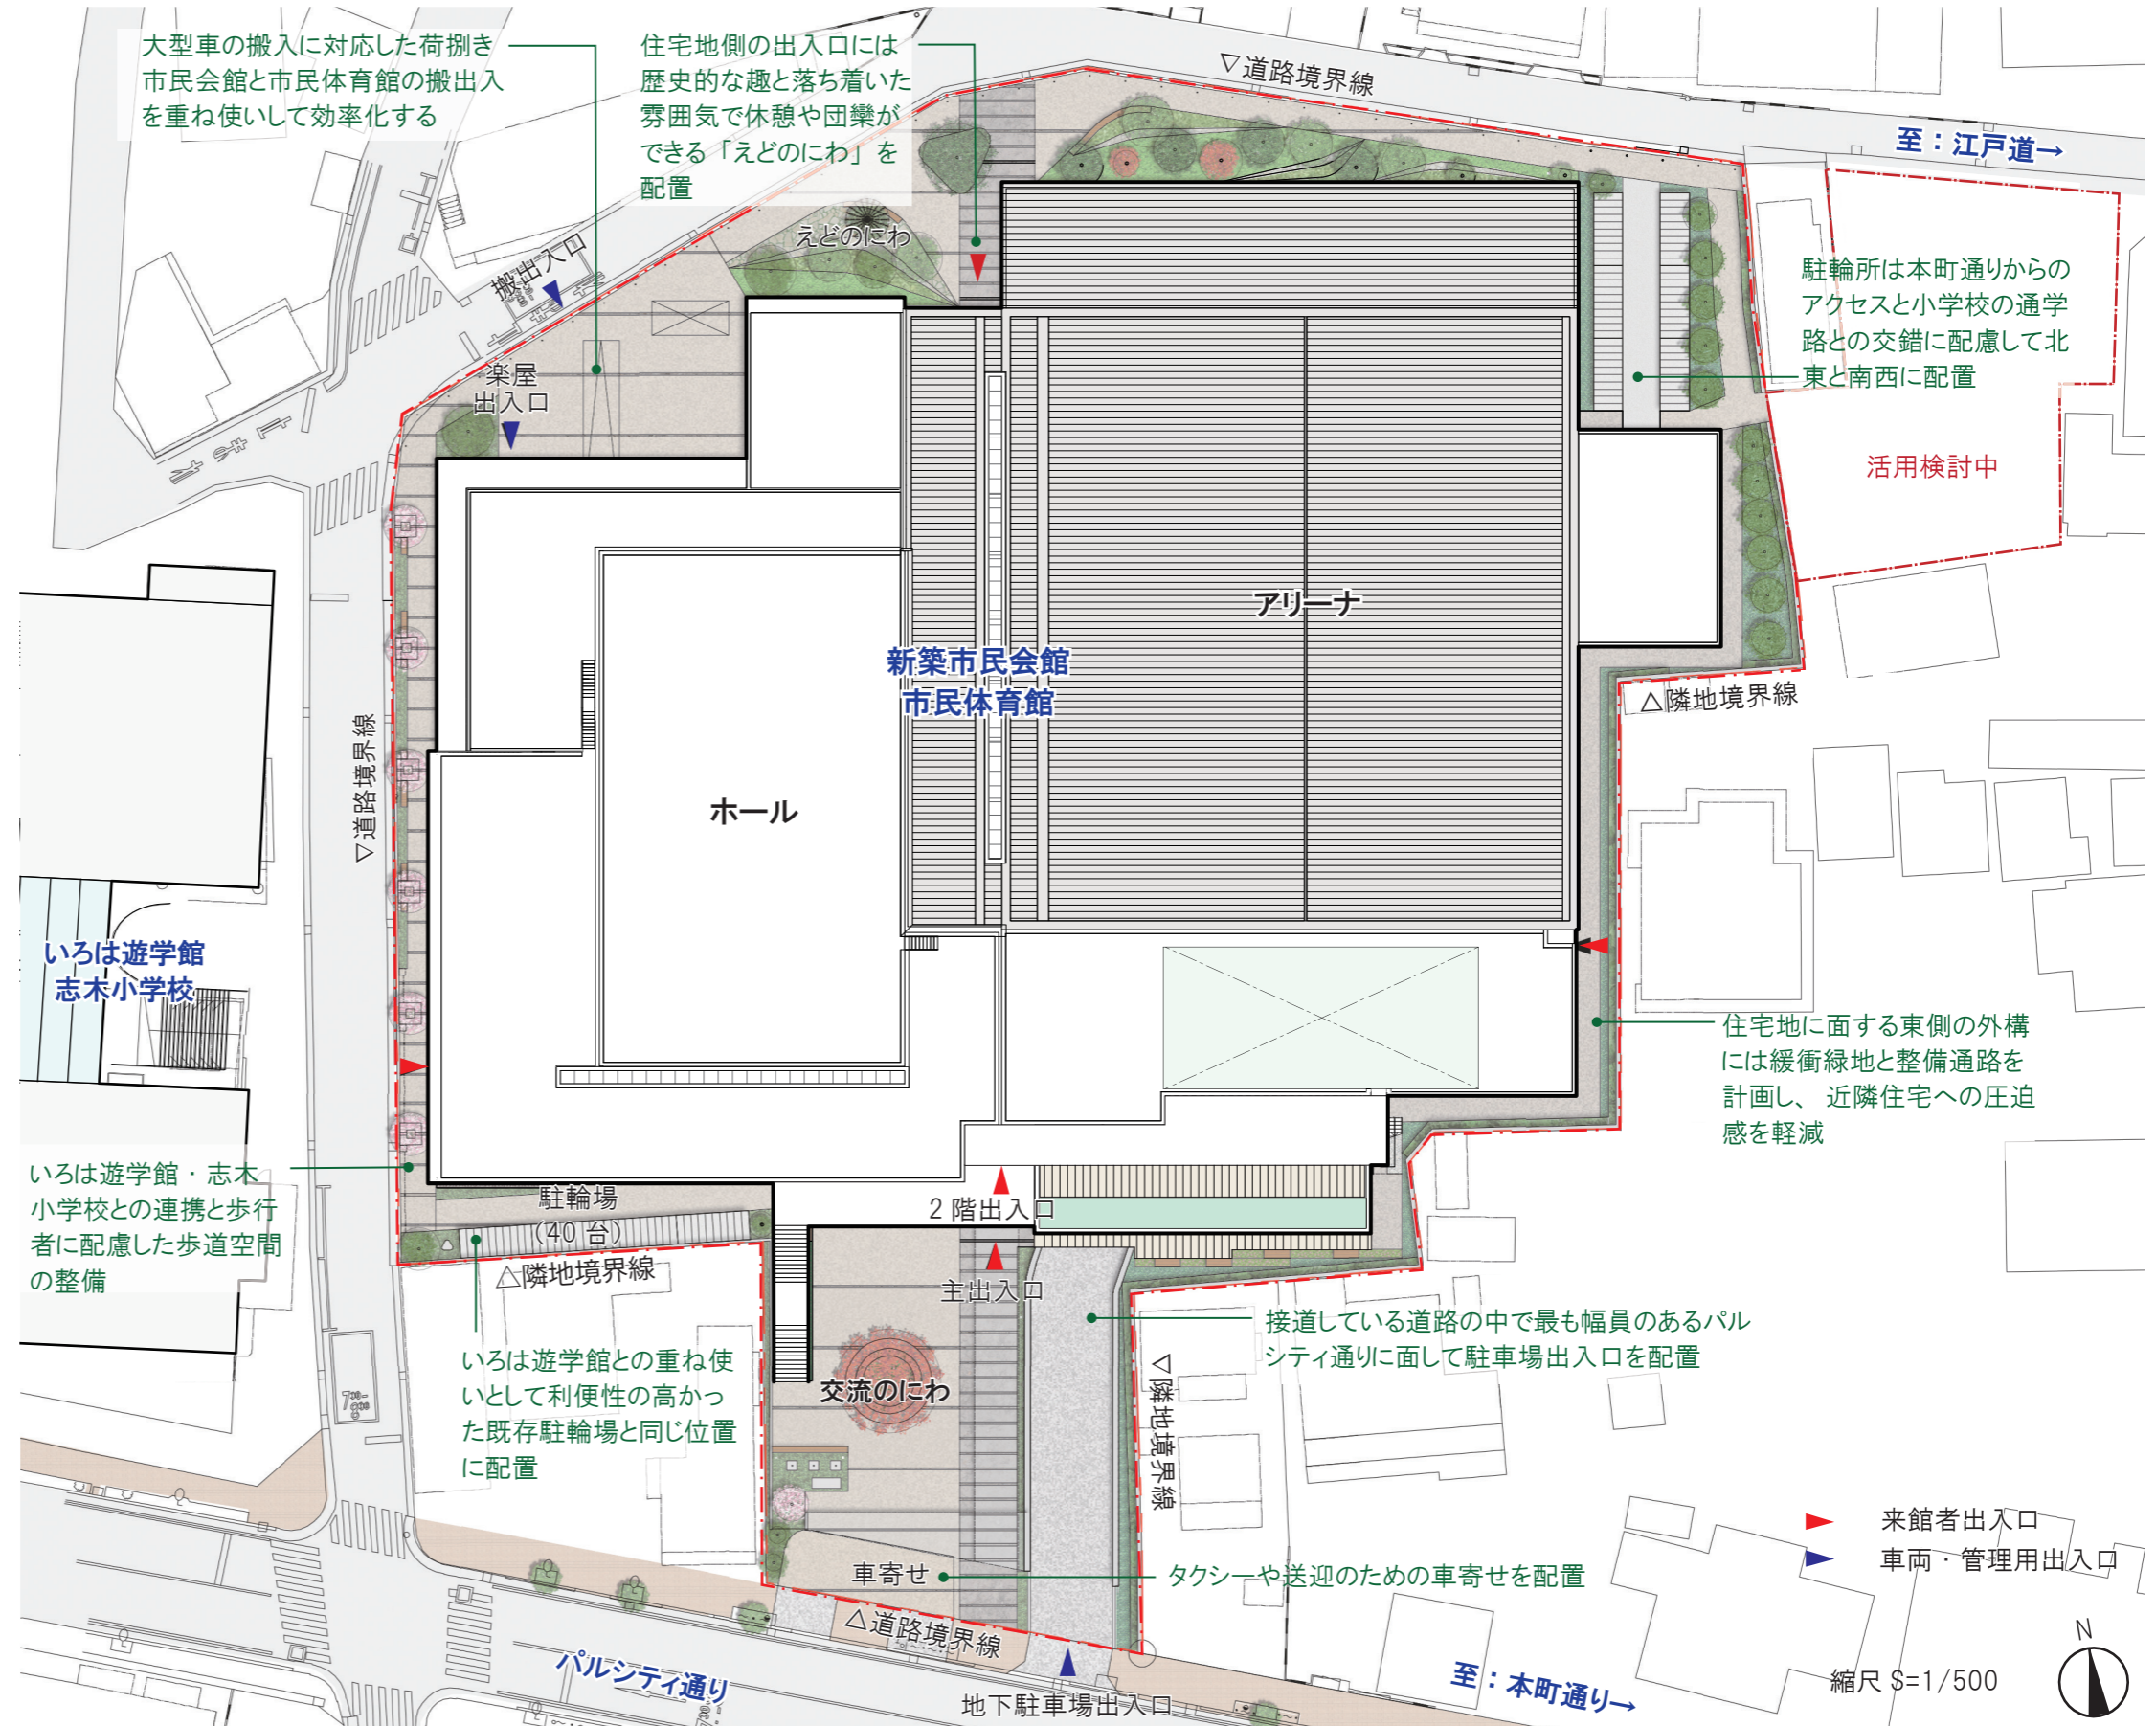 大型車の搬入に対応した荷捌き
市民会館と市民体育館の搬出入
を重ね使いして効率化する
住宅地側の出入口には
歴史的な趣と落ち着いた
雰囲気で休憩や団欒が
できる「えどのにわ」を
配置
▽道路境界線
至：江戸道→
えどのにわ
搬出入口
楽屋
出入口
駐輪所は本町通りからの
アクセスと小学校の通学
路との交錯に配慮して北
東と南西に配置
活用検討中
アリーナ
新築市民会館
市民体育館
△隣地境界線
▽道路境界線
ホール
いろは遊学館
志木小学校
住宅地に面する東側の外構
には緩衝緑地と整備通路を
計画し、近隣住宅への圧迫
感を軽減
いろは遊学館・志木
小学校との連携と歩行
者に配慮した歩道空間
の整備
駐輪場
（40 台）
2 階出入口
△隣地境界線
主出入口
接道している道路の中で最も幅員のあるパル
シティ通りに面して駐車場出入口を配置
いろは遊学館との重ね使
いとして利便性の高かっ
た既存駐輪場と同じ位置
に配置
交流のにわ
▽隣地境界線
来館者出入口
車両・管理用出入口
車寄せ
タクシーや送迎のための車寄せを配置
△道路境界線
パルシティ通り
至：本町通り→
地下駐車場出入口
縮尺 S=1/500
N